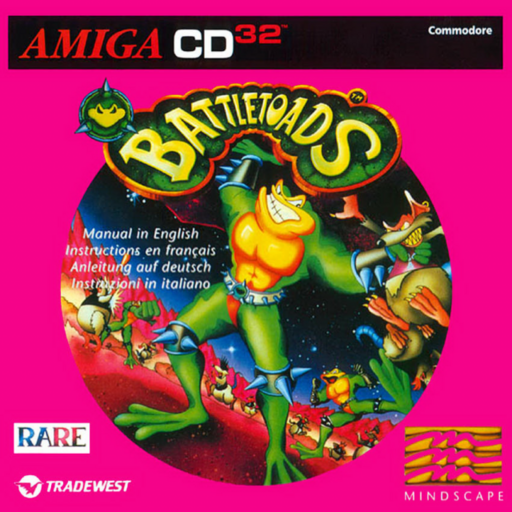 AMIGA CD32™
Commodore
BATTLETOADS™
Manual in English
Instructions en français
Anleitung auf deutsch
Instruzioni in italiano
RARE
TRADEWEST
MINDSCAPE